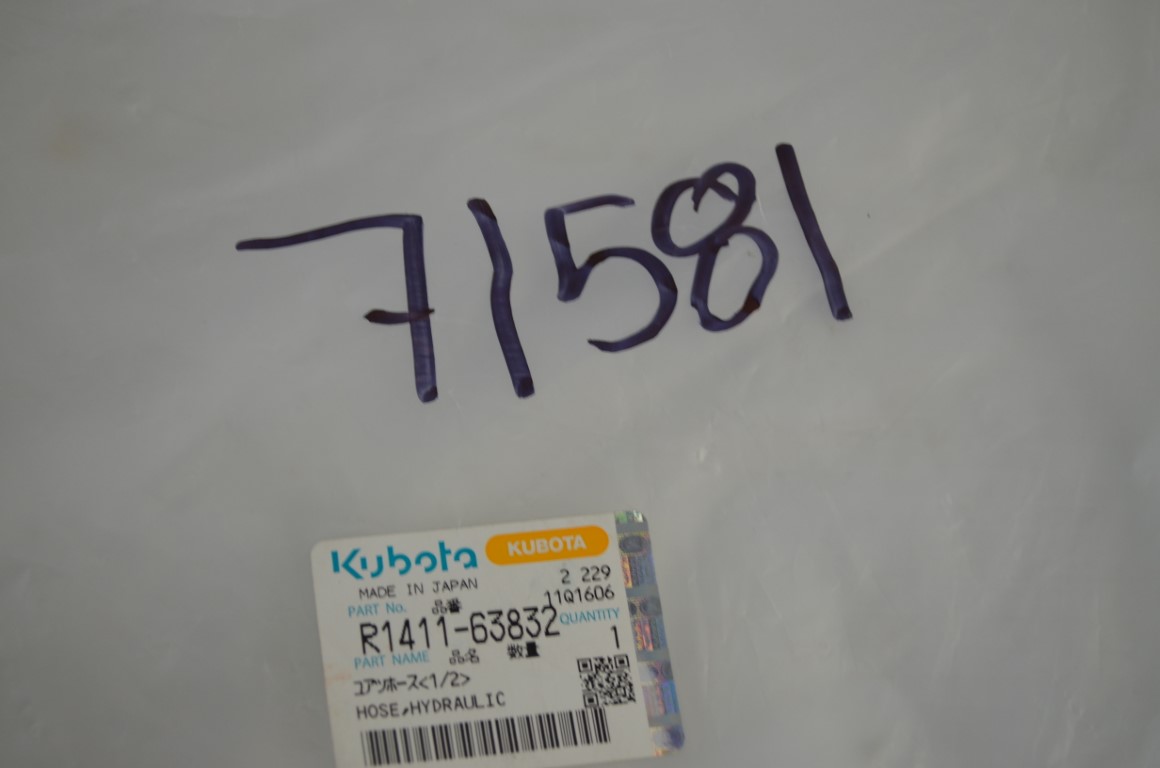 71581
Kubota KUBOTA
MADE IN JAPAN 2 229
PART No. 品番 11Q1606
R1411-63832 QUANTITY
PART NAME 品名 数量 1
ユアツホース<1/2>
HOSE,HYDRAULIC